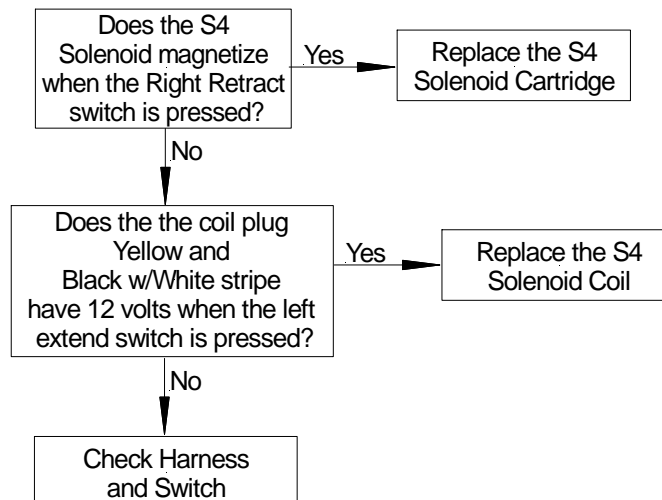 Does the S4
Solenoid magnetize
when the Right Retract
switch is pressed?
Yes
Replace the S4
Solenoid Cartridge
No
Does the the coil plug
Yellow and
Black w/White stripe
have 12 volts when the left
extend switch is pressed?
Yes
Replace the S4
Solenoid Coil
No
Check Harness
and Switch